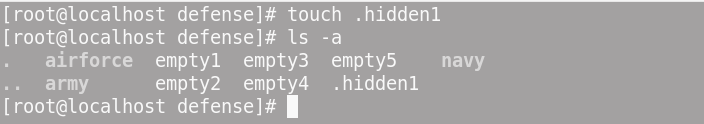 [root@localhost defense]# touch .hidden1
[root@localhost defense]# ls -a
.   airforce  empty1  empty3  empty5    navy
..  army      empty2  empty4  .hidden1
[root@localhost defense]#